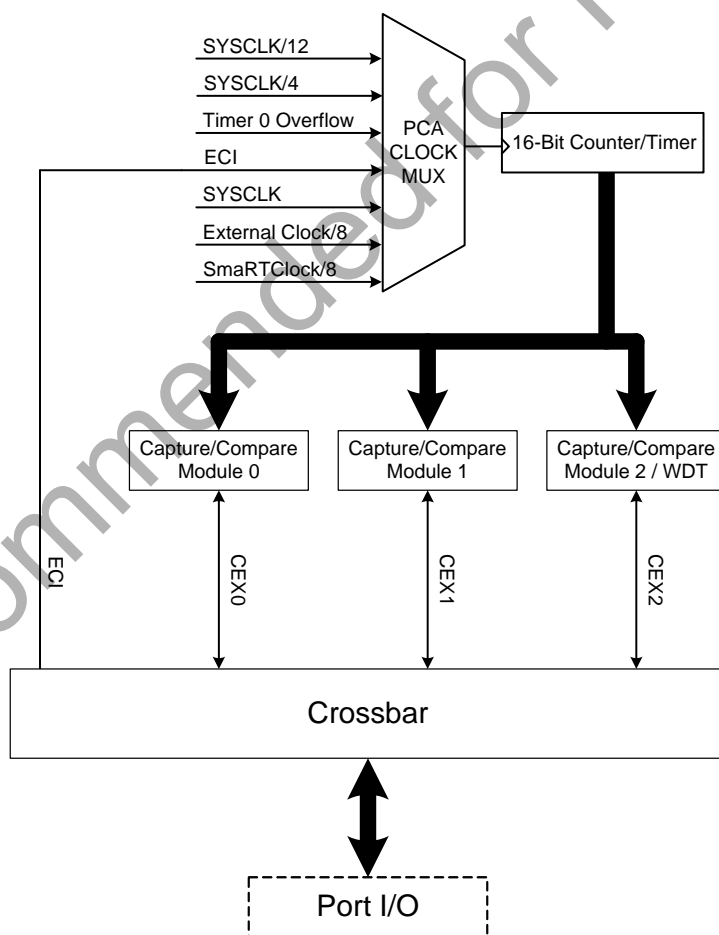 SYSCLK/12
SYSCLK/4
Timer 0 Overflow
ECI
SYSCLK
External Clock/8
SmaRTClock/8
PCA
CLOCK
MUX
16-Bit Counter/Timer
Capture/Compare
Module 0
Capture/Compare
Module 1
Capture/Compare
Module 2 / WDT
ECI
CEX0
CEX1
CEX2
Crossbar
Port I/O
ommended for